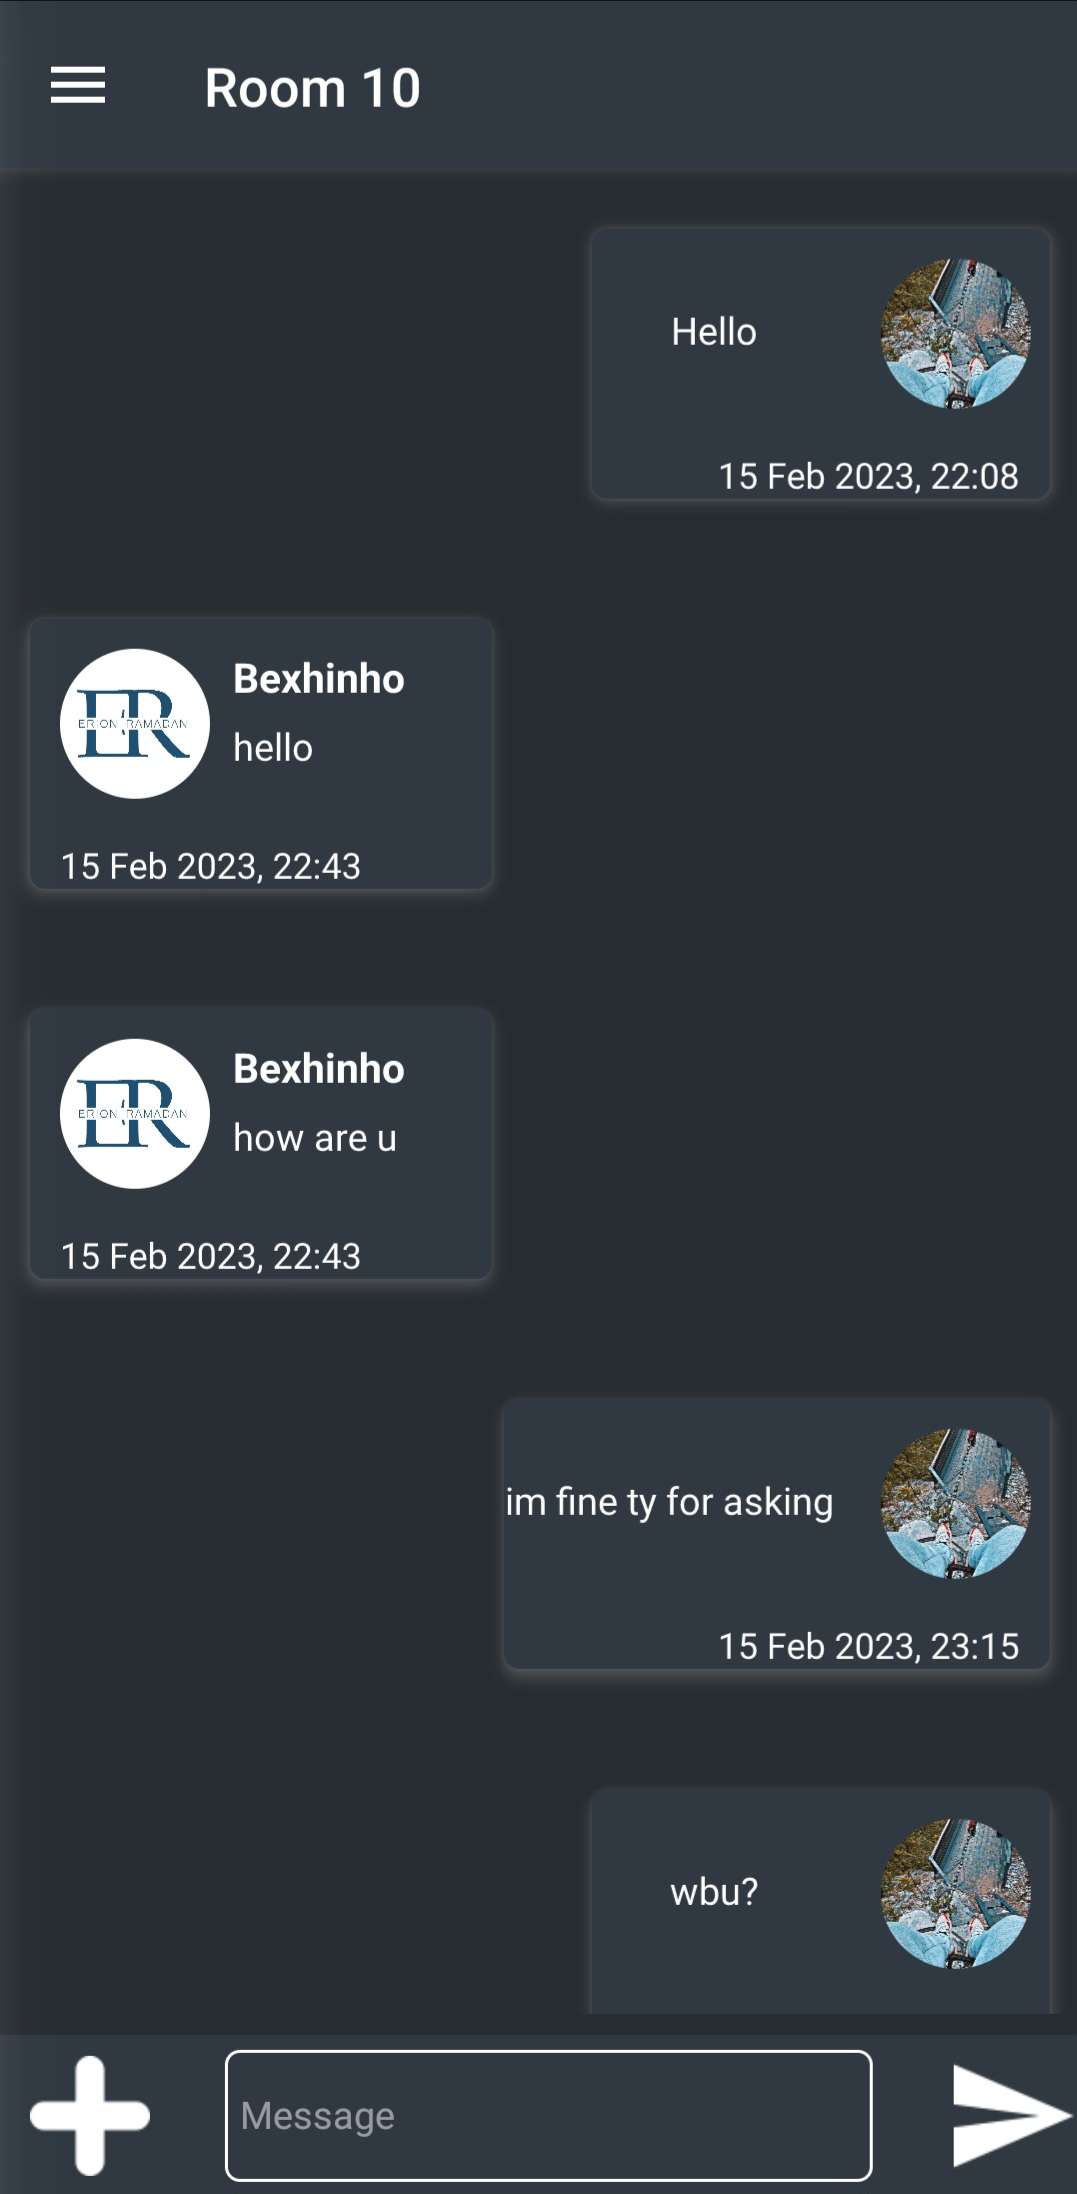 Room 10
Hello
15 Feb 2023, 22:08
Bexhinho
ERION RAMADAN
hello
15 Feb 2023, 22:43
Bexhinho
ERION RAMADAN
how are u
15 Feb 2023, 22:43
im fine ty for asking
15 Feb 2023, 23:15
wbu?
Message